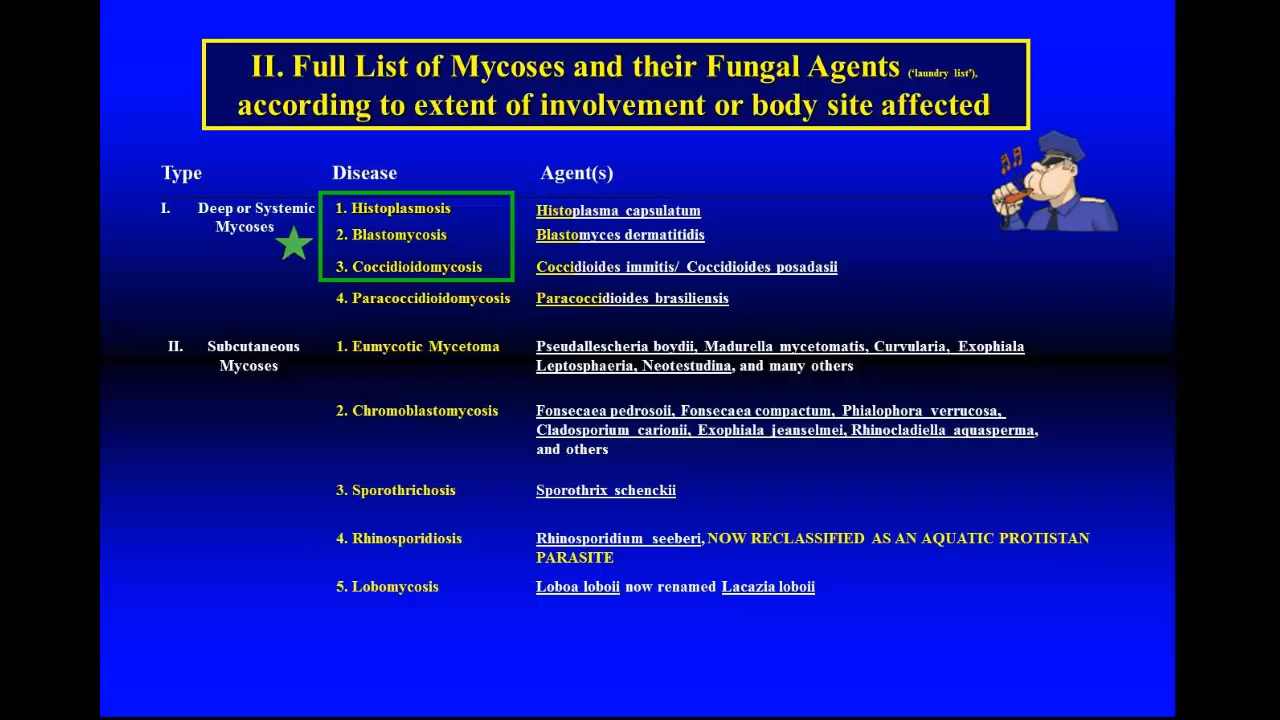 II. Full List of Mycoses and their Fungal Agents ('laundry list'),
according to extent of involvement or body site affected
Type Disease Agent(s)
I. Deep or Systemic Mycoses
1. Histoplasmosis Histoplasma capsulatum
2. Blastomycosis Blastomyces dermatitidis
3. Coccidioidomycosis Coccidioides immitis/ Coccidioides posadasii
4. Paracoccidioidomycosis Paracoccidioides brasiliensis
II. Subcutaneous Mycoses
1. Eumycotic Mycetoma Pseudallescheria boydii, Madurella mycetomatis, Curvularia, Exophiala
Leptosphaeria, Neotestudina, and many others
2. Chromoblastomycosis Fonsecaea pedrosoii, Fonsecaea compactum, Phialophora verrucosa,
Cladosporium carionii, Exophiala jeanselmei, Rhinocladiella aquasperma,
and others
3. Sporothrichosis Sporothrix schenckii
4. Rhinosporidiosis Rhinosporidium seeberi, NOW RECLASSIFIED AS AN AQUATIC PROTISTAN
PARASITE
5. Lobomycosis Loboa loboii now renamed Lacazia loboii